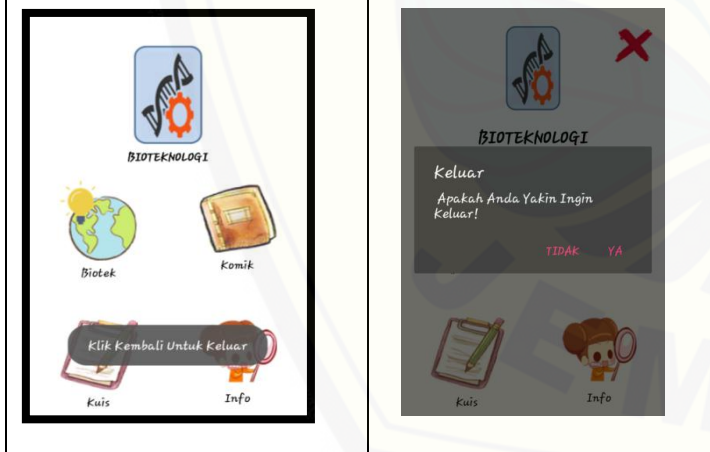 BIOTEKNOLOGI
Biotek
Komik
Klik Kembali Untuk Keluar
Kuis
Info
BIOTEKNOLOGI
Keluar
Apakah Anda Yakin Ingin
Keluar!
TIDAK YA
Kuis
Info